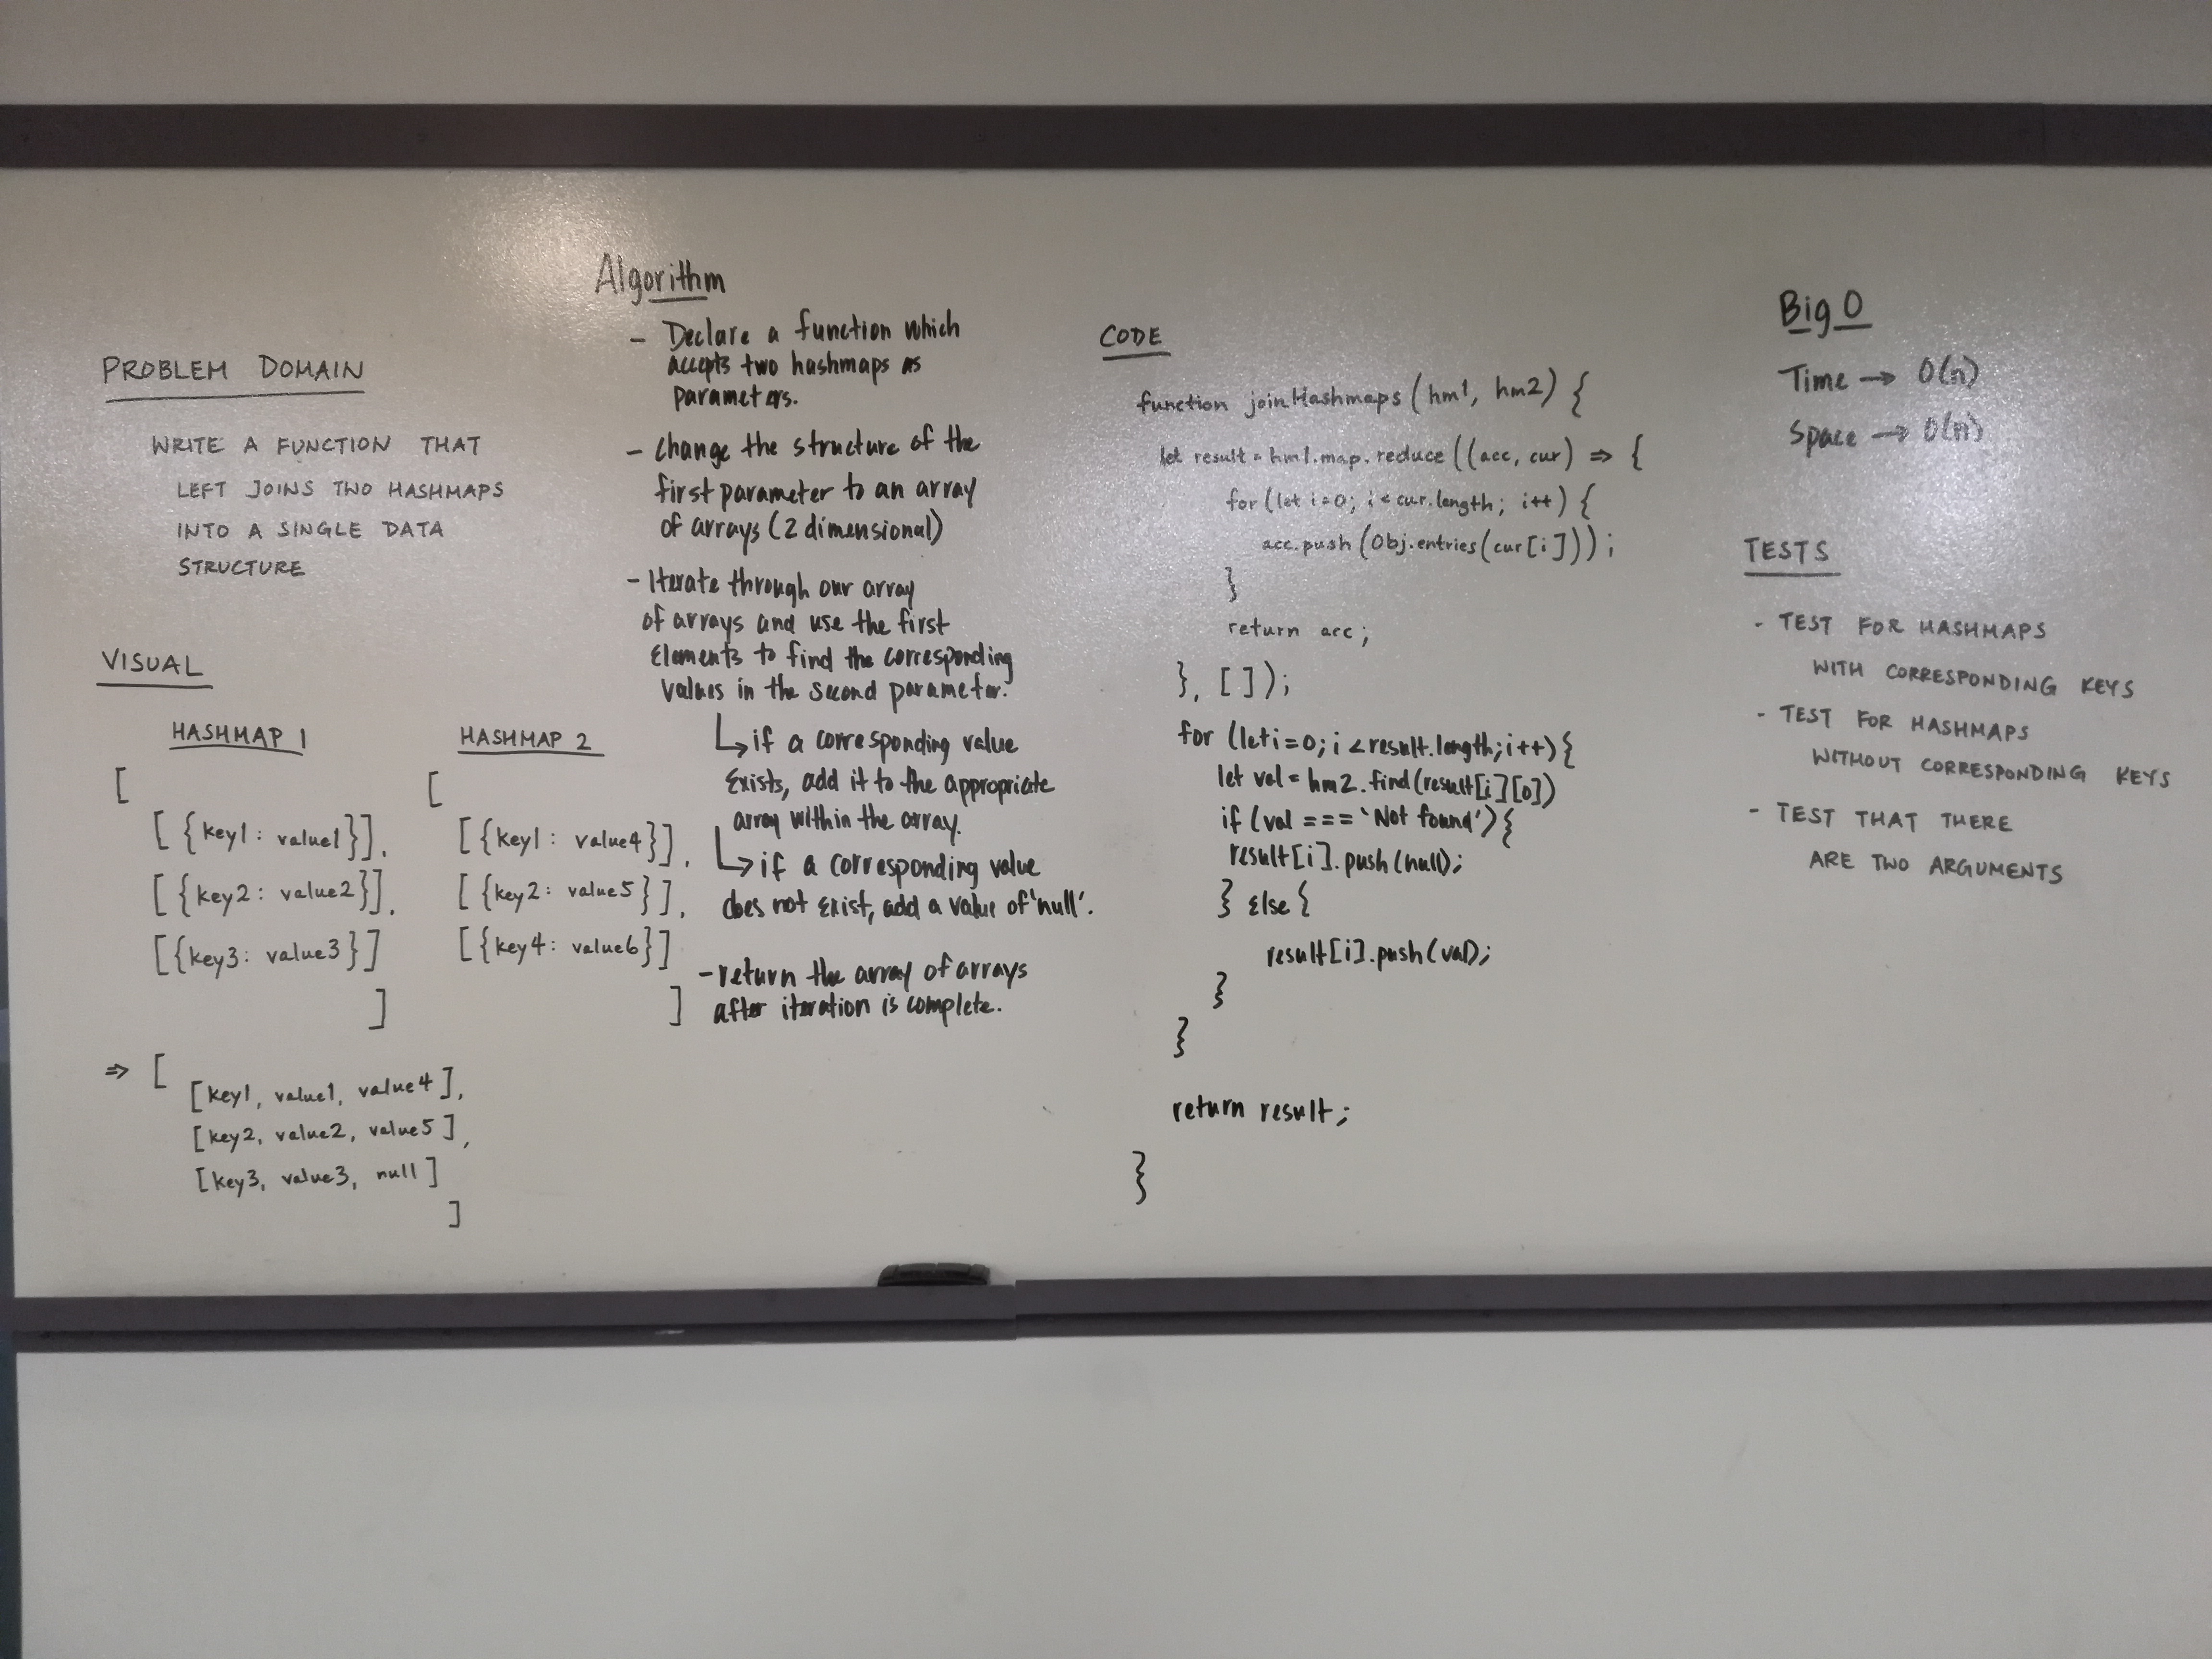 PROBLEM DOMAIN
WRITE A FUNCTION THAT
LEFT JOINS TWO HASHMAPS
INTO A SINGLE DATA
STRUCTURE
VISUAL
HASHMAP 1
[
[{key1: value1}],
[{key2: value2}],
[{key3: value3}]
]
HASHMAP 2
[
[{key1: value4}],
[{key2: value5}],
[{key4: value6}]
]
⇒ [
[key1, value1, value4],
[key2, value2, value5],
[key3, value3, null]
]
Algorithm
- Declare a function which
accepts two hashmaps as
parameters.
- Change the structure of the
first parameter to an array
of arrays (2 dimensional)
- Iterate through our array
of arrays and use the first
elements to find the corresponding
values in the second parameter.
↳ if a corresponding value
exists, add it to the appropriate
array within the array.
↳ if a corresponding value
does not exist, add a value of 'null'.
- return the array of arrays
after iteration is complete.
CODE
function joinHashmaps (hm1, hm2) {
let result = hm1.map.reduce ((acc, cur) => {
for (let i=0; i < cur.length; i++) {
acc.push (Obj.entries(cur[i]));
}
return acc;
}, []);
for (let i=0; i < result.length; i++){
let val = hm2.find(result[i][0])
if (val === 'Not found'){
result[i].push(null);
} else {
result[i].push(val);
}
}
return result;
}
Big O
Time → O(n)
Space → O(n)
TESTS
- TEST FOR HASHMAPS
WITH CORRESPONDING KEYS
- TEST FOR HASHMAPS
WITHOUT CORRESPONDING KEYS
- TEST THAT THERE
ARE TWO ARGUMENTS